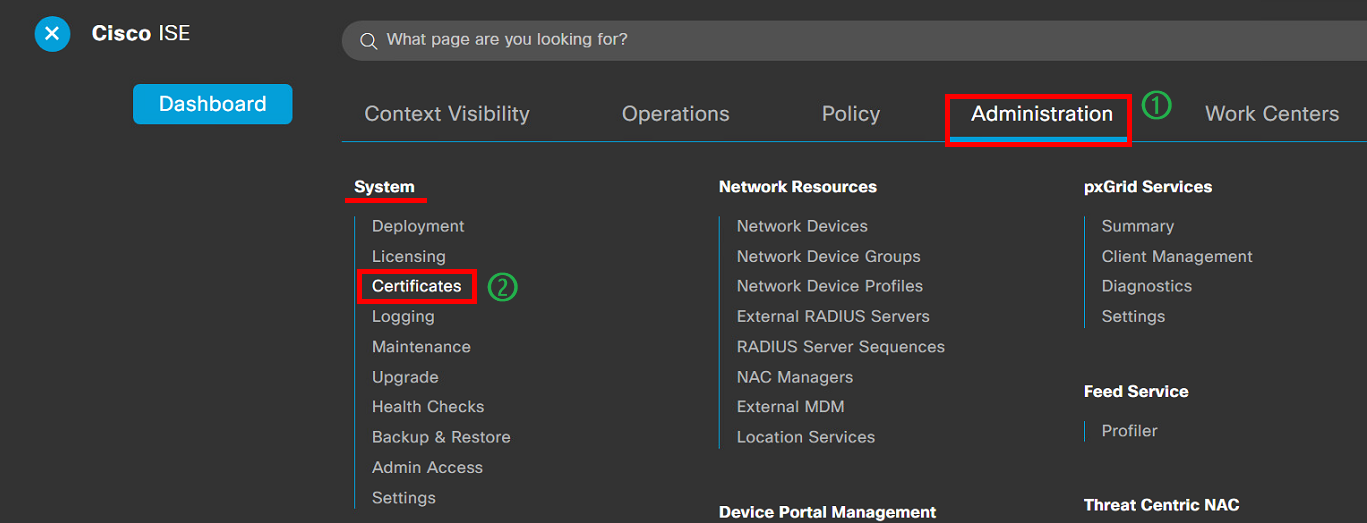 Cisco ISE
What page are you looking for?
Dashboard
Context Visibility
Operations
Policy
Administration
①
Work Centers
System
Deployment
Licensing
Certificates
②
Logging
Maintenance
Upgrade
Health Checks
Backup & Restore
Admin Access
Settings
Network Resources
Network Devices
Network Device Groups
Network Device Profiles
External RADIUS Servers
RADIUS Server Sequences
NAC Managers
External MDM
Location Services
Device Portal Management
pxGrid Services
Summary
Client Management
Diagnostics
Settings
Feed Service
Profiler
Threat Centric NAC